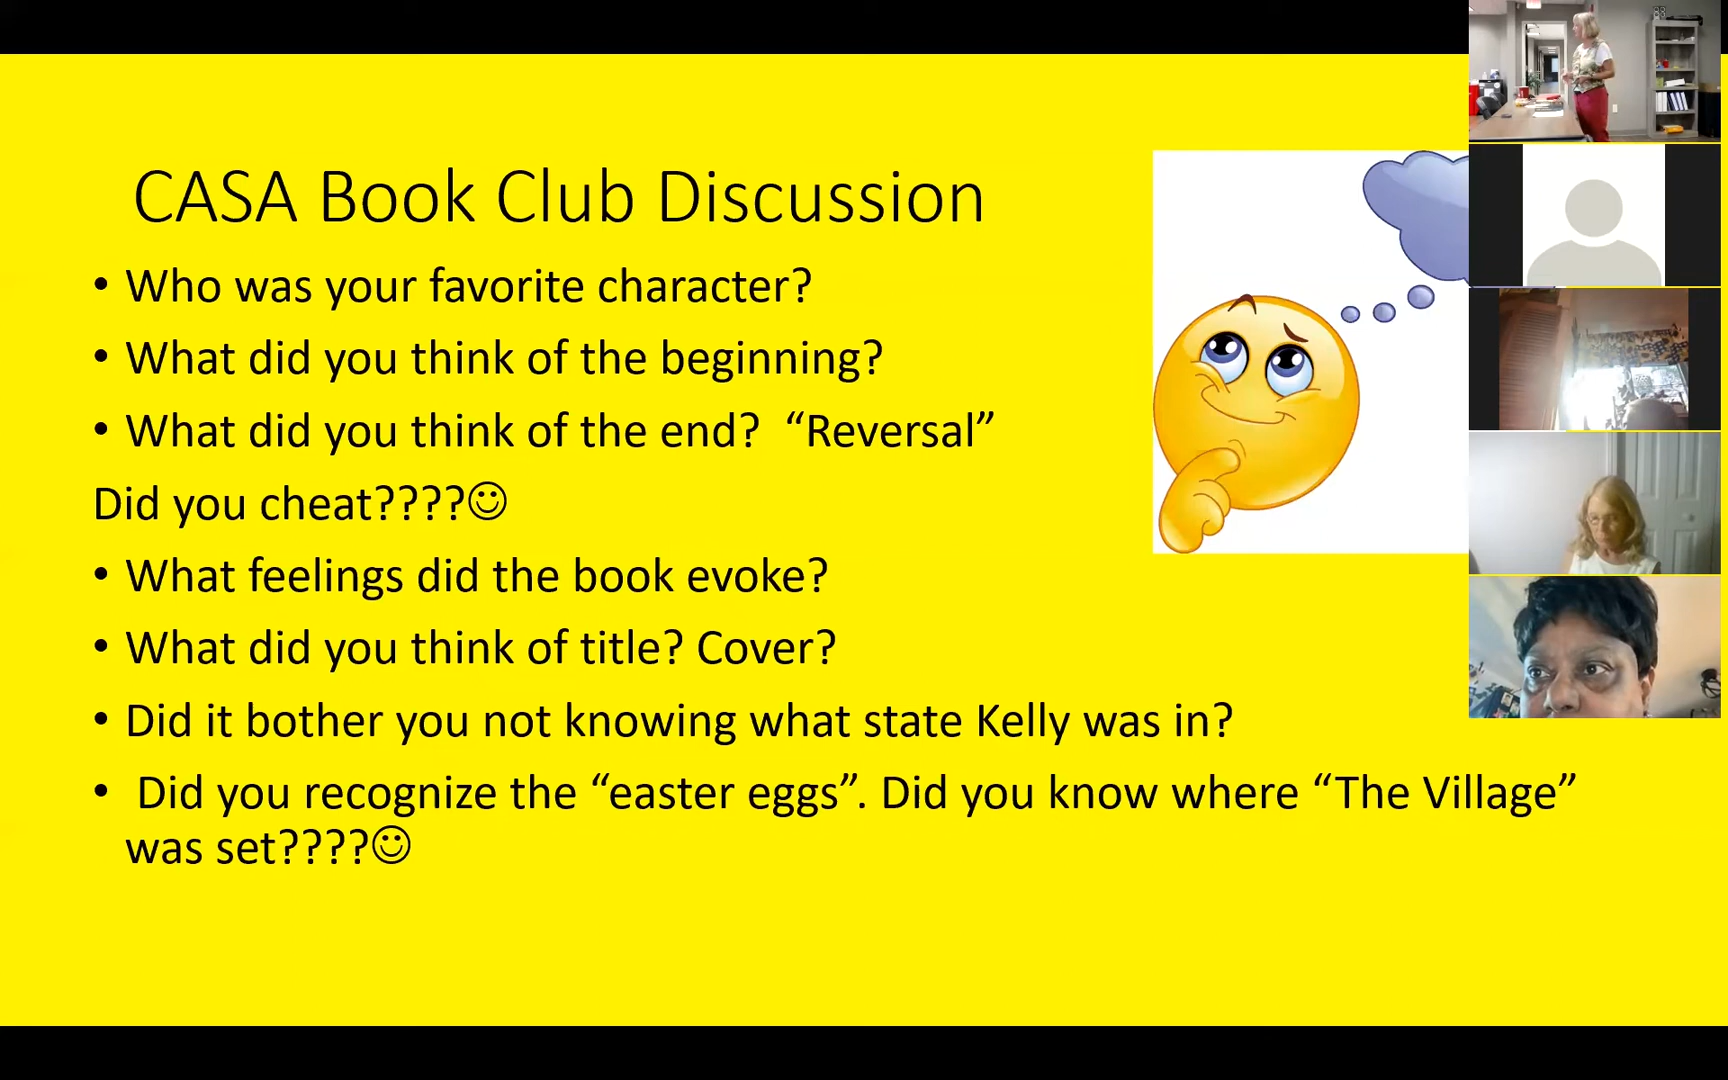 CASA Book Club Discussion
• Who was your favorite character?
• What did you think of the beginning?
• What did you think of the end?  “Reversal”
Did you cheat????☺
• What feelings did the book evoke?
• What did you think of title? Cover?
• Did it bother you not knowing what state Kelly was in?
• Did you recognize the “easter eggs”. Did you know where “The Village”
was set????☺